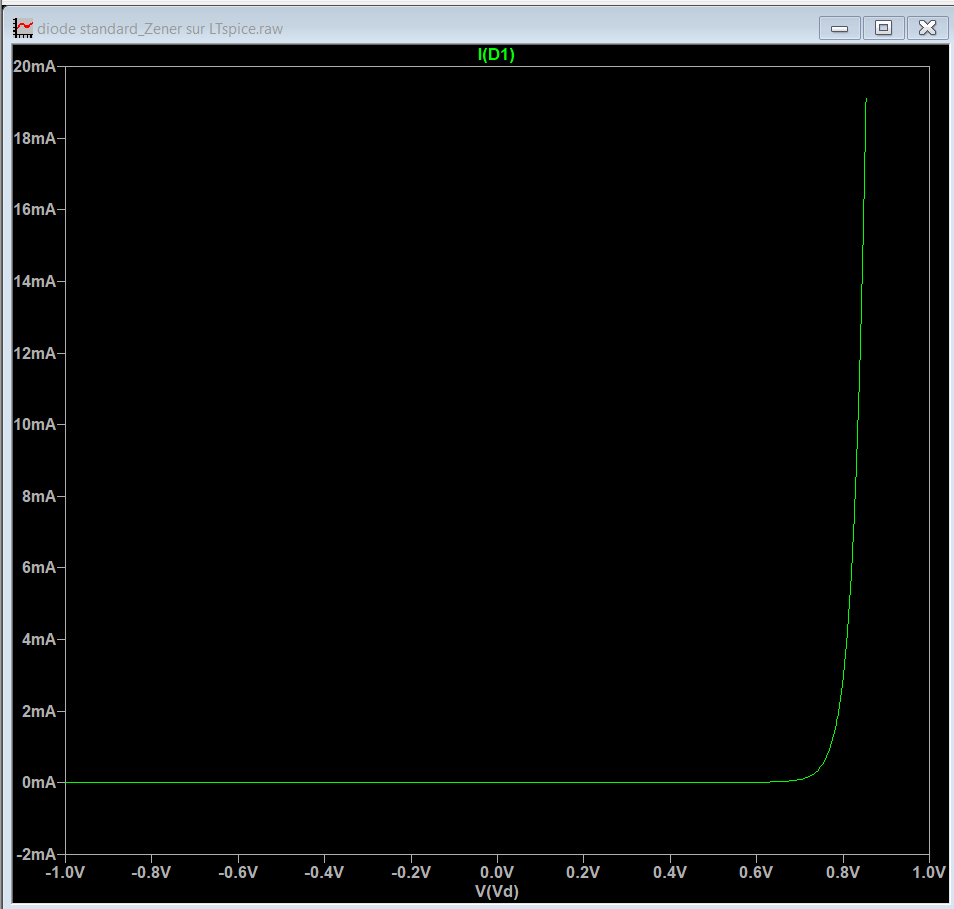 diode standard_Zener sur LTspice.raw
I(D1)
20mA
18mA
16mA
14mA
12mA
10mA
8mA
6mA
4mA
2mA
0mA
-2mA
-1.0V -0.8V -0.6V -0.4V -0.2V 0.0V 0.2V 0.4V 0.6V 0.8V 1.0V
V(Vd)